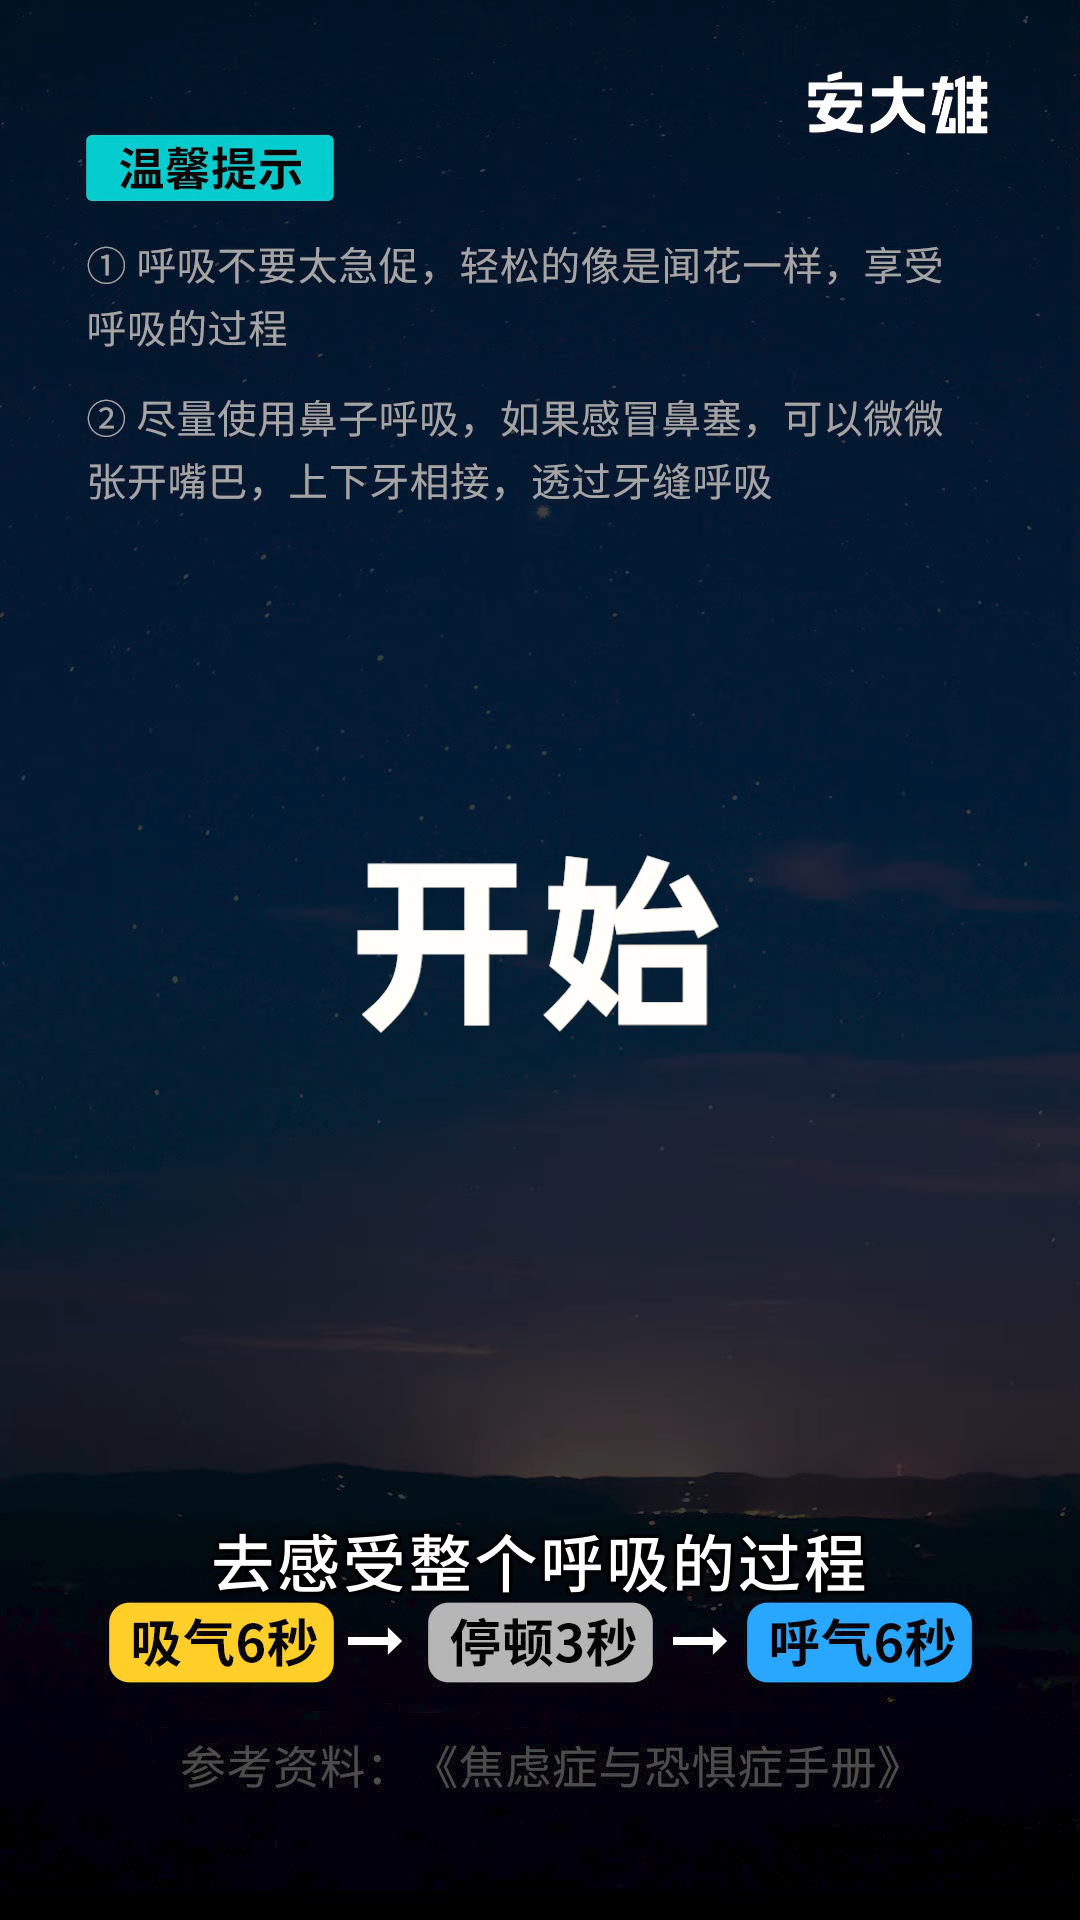 安大雄
温馨提示
① 呼吸不要太急促，轻松的像是闻花一样，享受
呼吸的过程
② 尽量使用鼻子呼吸，如果感冒鼻塞，可以微微
张开嘴巴，上下牙相接，透过牙缝呼吸
开始
去感受整个呼吸的过程
吸气6秒 → 停顿3秒 → 呼气6秒
参考资料：《焦虑症与恐惧症手册》